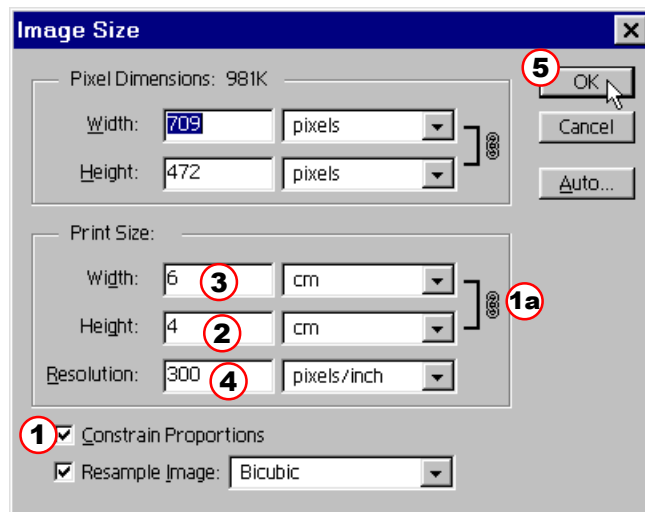 Image Size
Pixel Dimensions: 981K
5 OK
Width: 709 pixels
Cancel
Height: 472 pixels
Auto...
Print Size:
Width: 6 3 cm
1a
Height: 4 2 cm
Resolution: 300 4 pixels/inch
1 Constrain Proportions
Resample Image: Bicubic